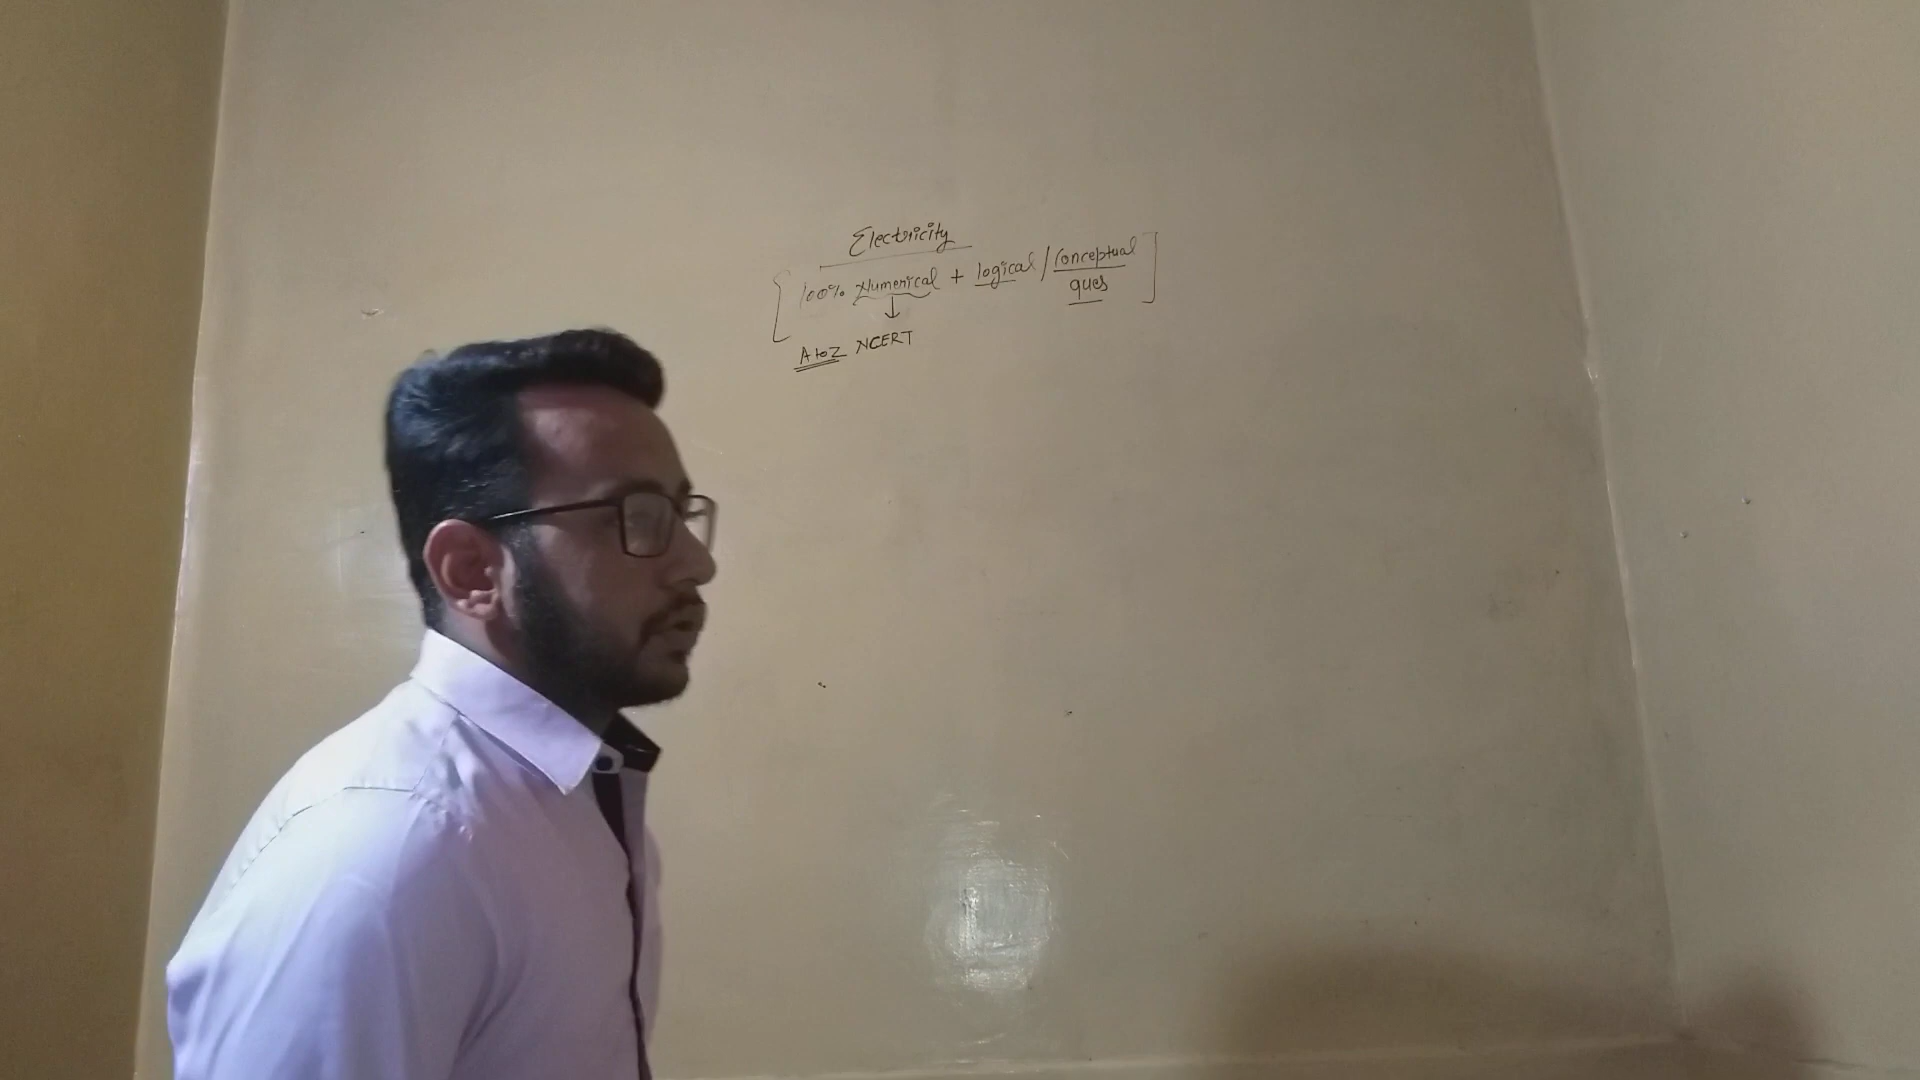 Electricity
[100% Numerical + logical / Conceptual
ques]
↓
A to Z NCERT